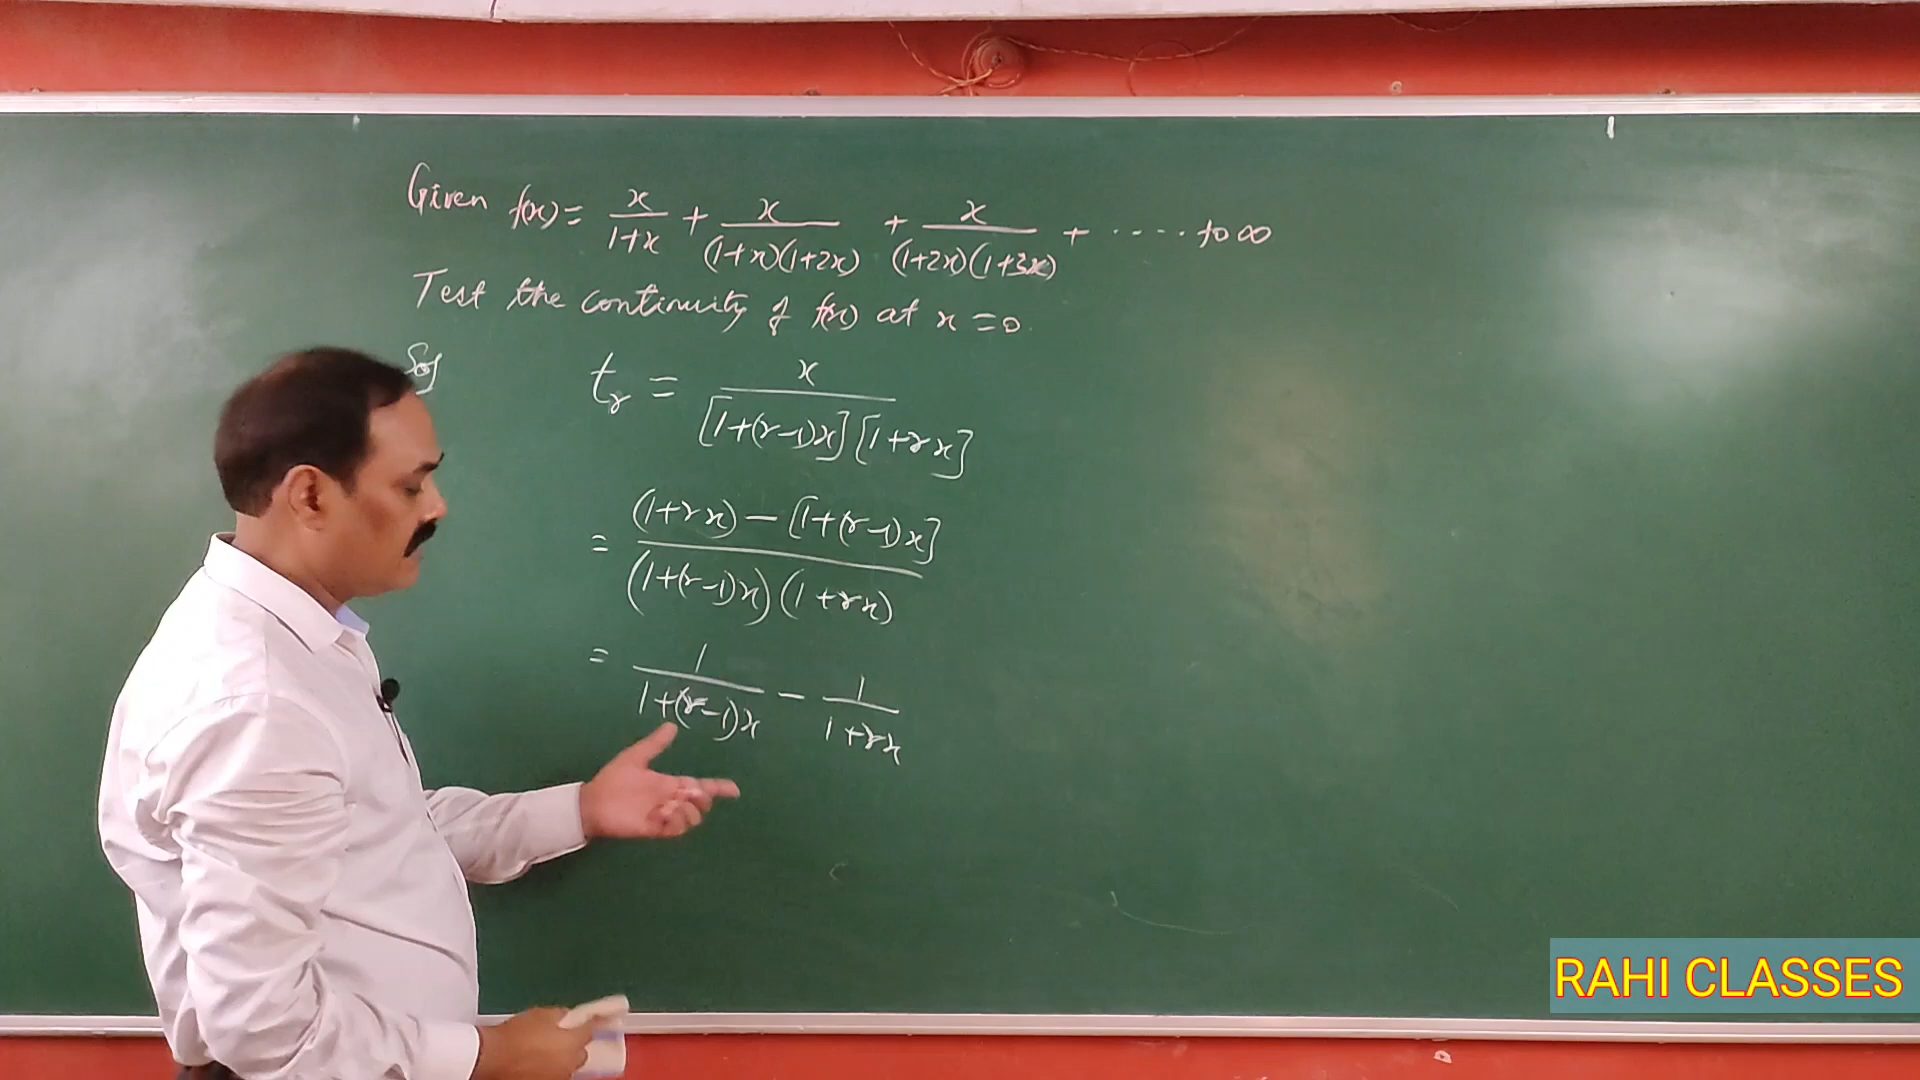 Given f(x) = x/(1+x) + x/((1+x)(1+2x)) + x/((1+2x)(1+3x)) + ..... to ∞
Test the continuity of f(x) at x = 0.
Sol t_r = x/([1+(r-1)x][1+rx])
= ((1+rx) - [1+(r-1)x])/((1+(r-1)x)(1+rx))
= 1/(1+(r-1)x) - 1/(1+rx)
RAHI CLASSES